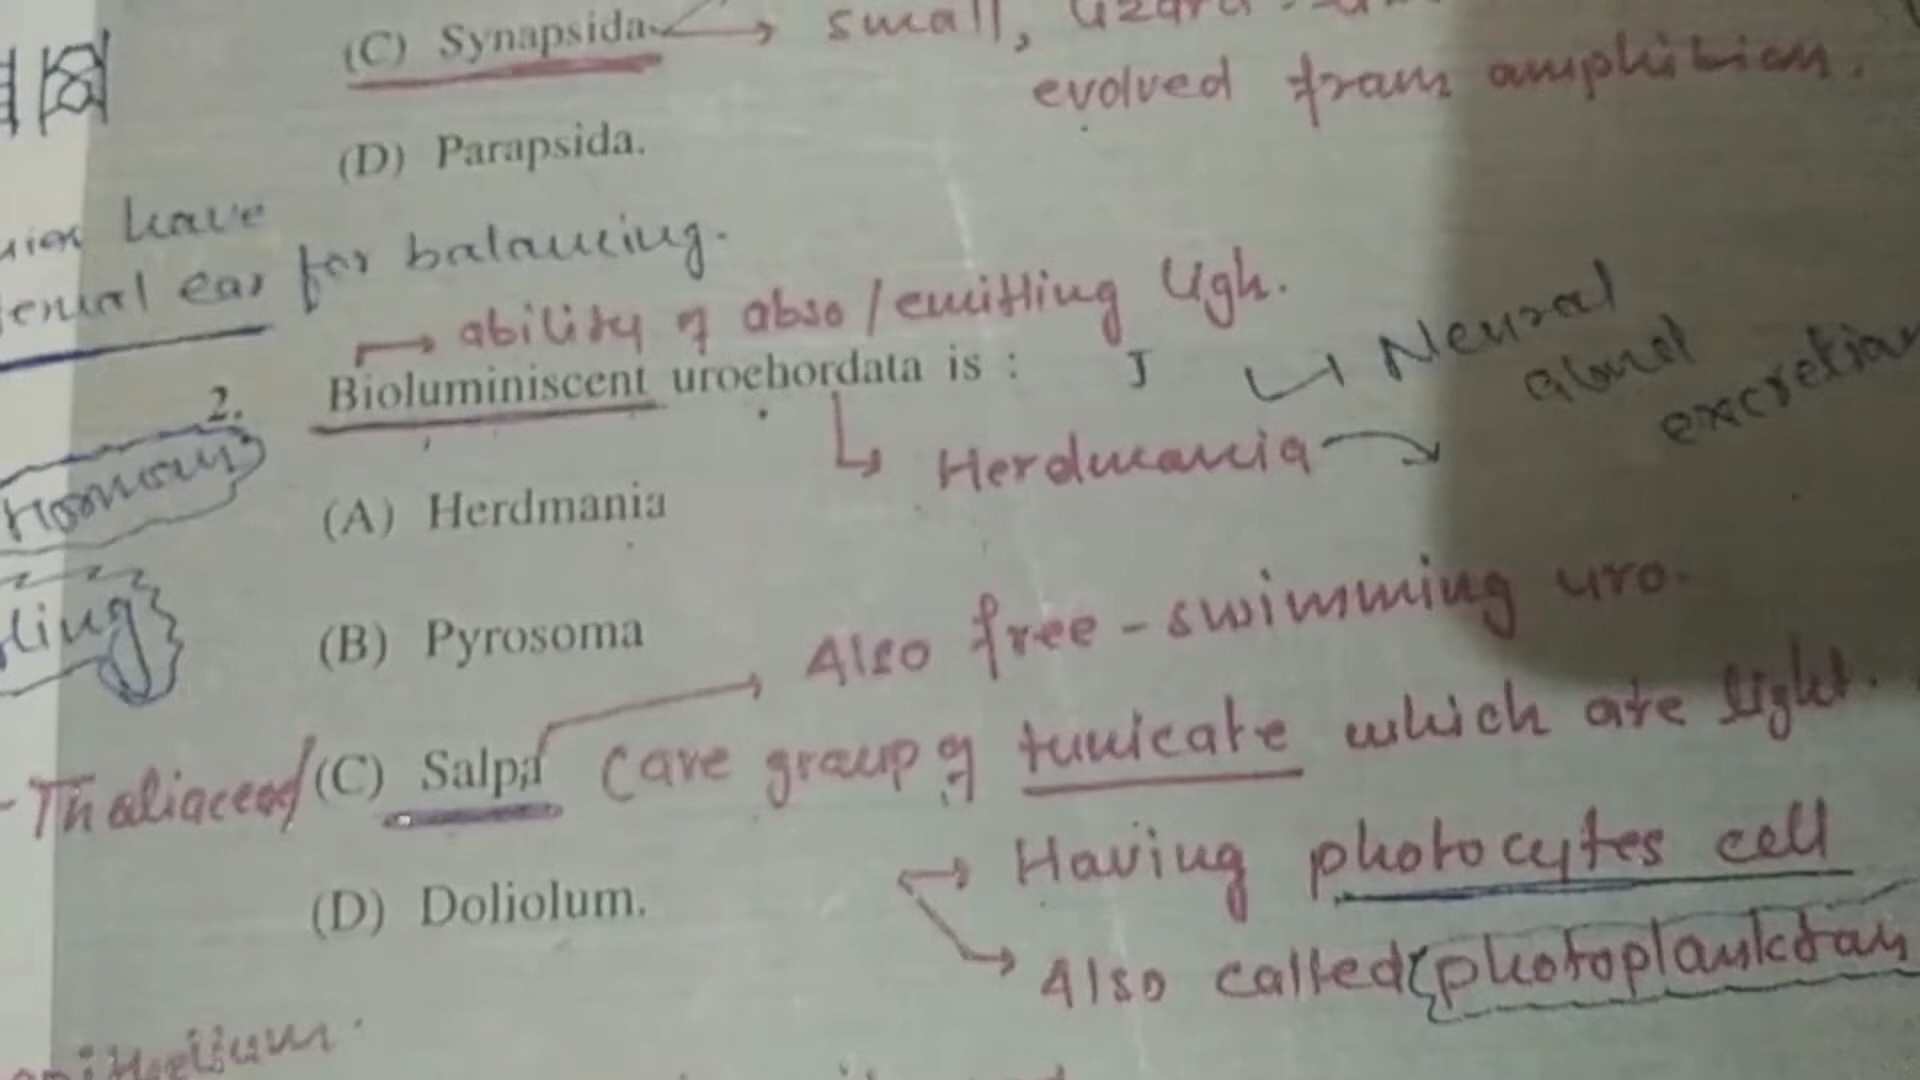 (C) Synapsida → small,
evolved from amphibian.
(D) Parapsida.
have
ear for balancing.
→ ability of abso/emitting ligh.
2. Bioluminiscent urochordata is :
Neural
gland
excretion
Herdmania
(A) Herdmania
(B) Pyrosoma
Also free-swimming uro.
Thaliacea/(C) Salpa (are group of tunicate which are light.
→ Having photocytes cell
(D) Doliolum.
→ Also called {photoplanktan